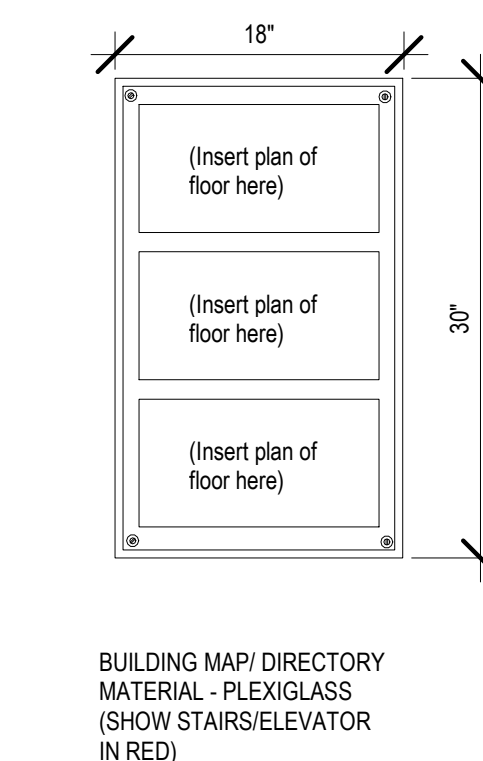 18"
(Insert plan of
floor here)
(Insert plan of
floor here)
30"
(Insert plan of
floor here)
BUILDING MAP/ DIRECTORY
MATERIAL - PLEXIGLASS
(SHOW STAIRS/ELEVATOR
IN RED)